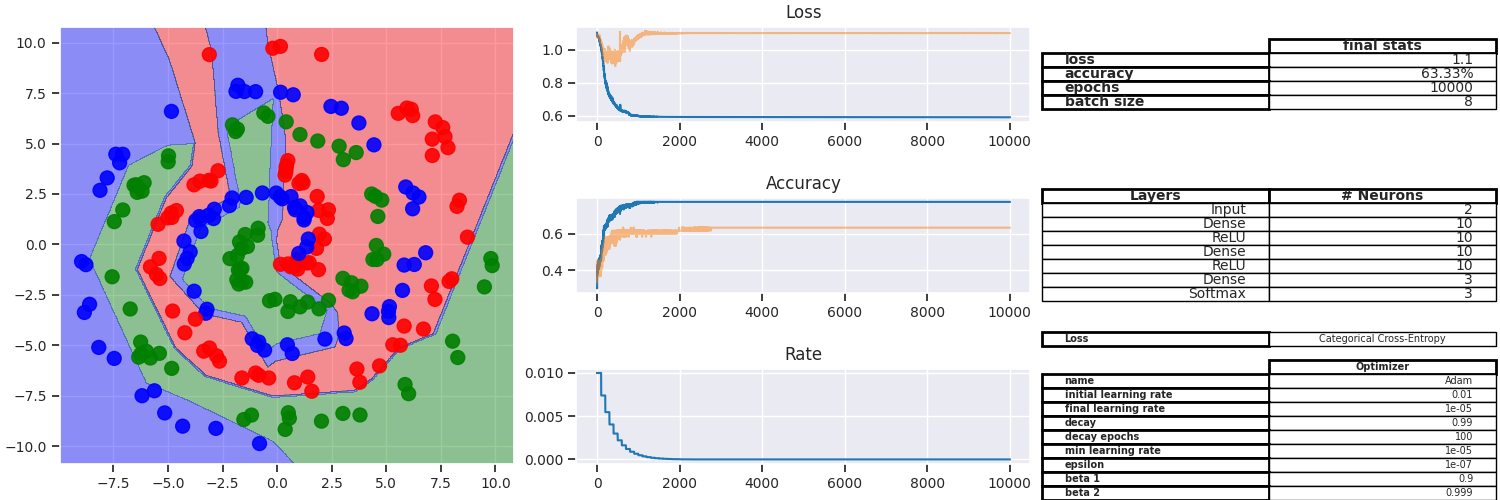 10.0
7.5
5.0
2.5
0.0
−2.5
−5.0
−7.5
−10.0
−7.5 −5.0 −2.5 0.0 2.5 5.0 7.5 10.0
Loss
1.0
0.8
0.6
0 2000 4000 6000 8000 10000
Accuracy
0.6
0.4
0 2000 4000 6000 8000 10000
Rate
0.010
0.005
0.000
0 2000 4000 6000 8000 10000
final stats
loss 1.1
accuracy 63.33%
epochs 10000
batch size 8
Layers # Neurons
Input 2
Dense 10
ReLU 10
Dense 10
ReLU 10
Dense 3
Softmax 3
Loss Categorical Cross-Entropy
Optimizer
name Adam
initial learning rate 0.01
final learning rate 1e-05
decay 0.99
decay epochs 100
min learning rate 1e-05
epsilon 1e-07
beta 1 0.9
beta 2 0.999